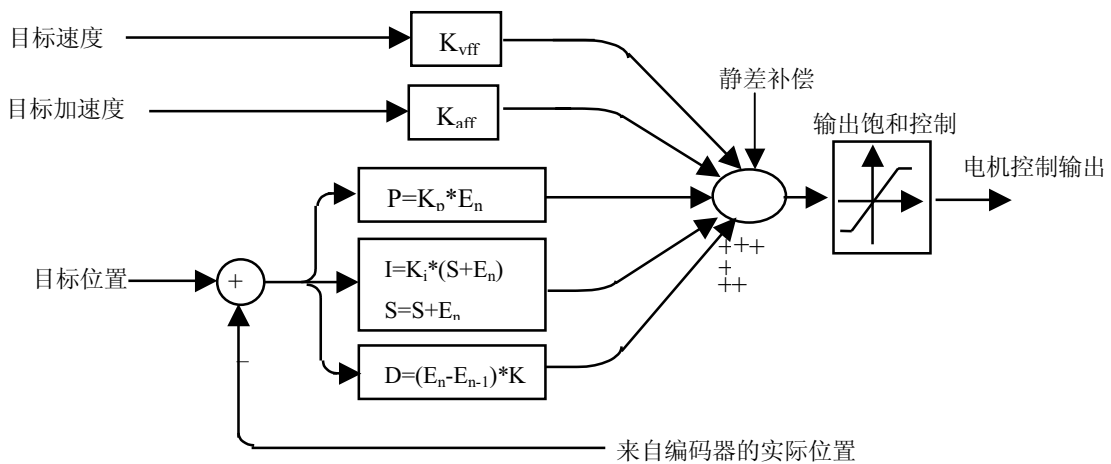 目标速度
K_vff
静差补偿
目标加速度
K_aff
输出饱和控制
电机控制输出
P=K_p*E_n
+++
+
++
目标位置
+
I=K_i*(S+E_n)
S=S+E_n
−
D=(E_n-E_n-1)*K
来自编码器的实际位置